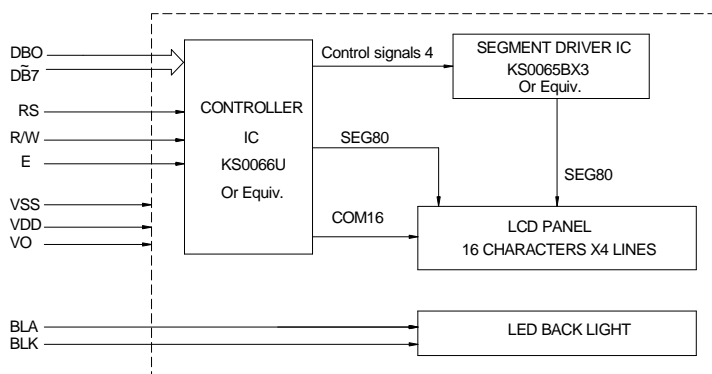 DBO
DB7
RS
R/W
E
VSS
VDD
VO
BLA
BLK
CONTROLLER
IC
KS0066U
Or Equiv.
Control signals 4
SEG80
COM16
SEGMENT DRIVER IC
KS0065BX3
Or Equiv.
SEG80
LCD PANEL
16 CHARACTERS X4 LINES
LED BACK LIGHT